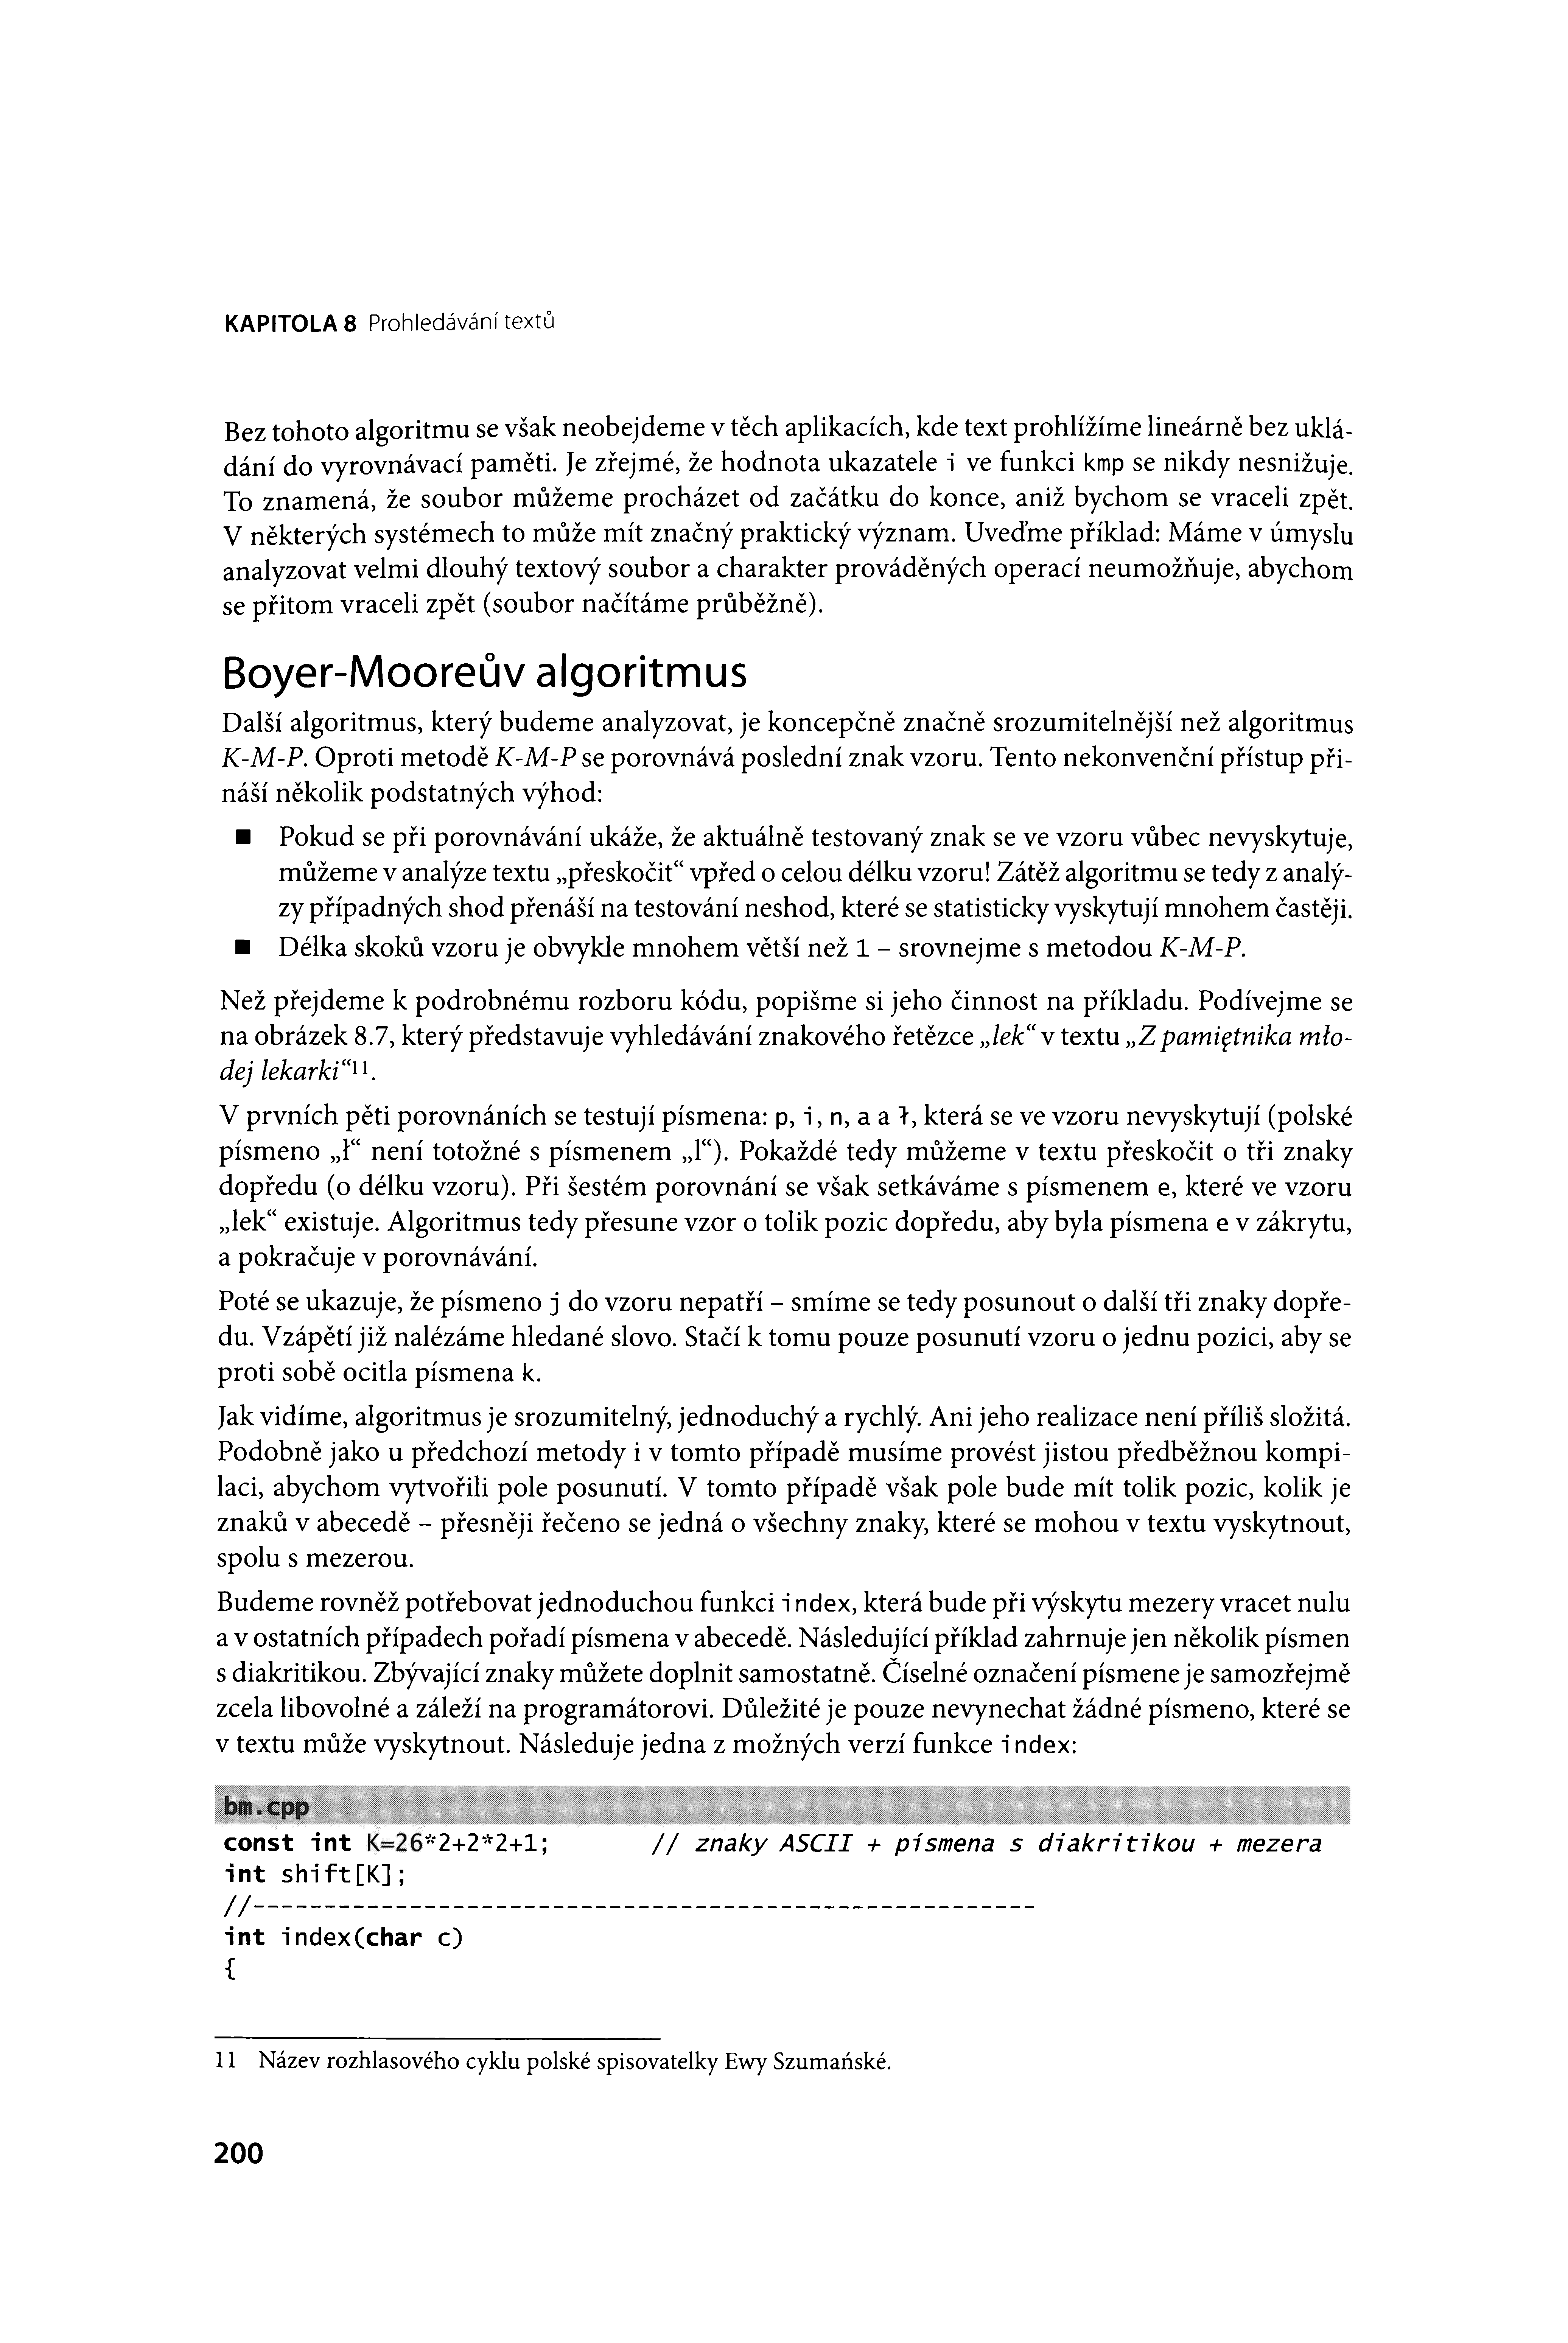 KAPITOLA 8 Prohledávání textů
Bez tohoto algoritmu se však neobejdeme v těch aplikacích, kde text prohlížíme lineárně bez uklá-
dání do vyrovnávací paměti. Je zřejmé, že hodnota ukazatele i ve funkci kmp se nikdy nesnižuje.
To znamená, že soubor můžeme procházet od začátku do konce, aniž bychom se vraceli zpět.
V některých systémech to může mít značný praktický význam. Uveďme příklad: Máme v úmyslu
analyzovat velmi dlouhý textový soubor a charakter prováděných operací neumožňuje, abychom
se přitom vraceli zpět (soubor načítáme průběžně).
Boyer-Mooreův algoritmus
Další algoritmus, který budeme analyzovat, je koncepčně značně srozumitelnější než algoritmus
K-M-P. Oproti metodě K-M-P se porovnává poslední znak vzoru. Tento nekonvenční přístup při-
náší několik podstatných výhod:
■ Pokud se při porovnávání ukáže, že aktuálně testovaný znak se ve vzoru vůbec nevyskytuje,
můžeme v analýze textu „přeskočit“ vpřed o celou délku vzoru! Zátěž algoritmu se tedy z analý-
zy případných shod přenáší na testování neshod, které se statisticky vyskytují mnohem častěji.
■ Délka skoků vzoru je obvykle mnohem větší než 1 – srovnejme s metodou K-M-P.
Než přejdeme k podrobnému rozboru kódu, popišme si jeho činnost na příkladu. Podívejme se
na obrázek 8.7, který představuje vyhledávání znakového řetězce „lek“ v textu „Z pamiętnika mło-
dej lekarki“11.
V prvních pěti porovnáních se testují písmena: p, i, n, a a ł, která se ve vzoru nevyskytují (polské
písmeno „ł“ není totožné s písmenem „l“). Pokaždé tedy můžeme v textu přeskočit o tři znaky
dopředu (o délku vzoru). Při šestém porovnání se však setkáváme s písmenem e, které ve vzoru
„lek“ existuje. Algoritmus tedy přesune vzor o tolik pozic dopředu, aby byla písmena e v zákrytu,
a pokračuje v porovnávání.
Poté se ukazuje, že písmeno j do vzoru nepatří – smíme se tedy posunout o další tři znaky dopře-
du. Vzápětí již nalézáme hledané slovo. Stačí k tomu pouze posunutí vzoru o jednu pozici, aby se
proti sobě ocitla písmena k.
Jak vidíme, algoritmus je srozumitelný, jednoduchý a rychlý. Ani jeho realizace není příliš složitá.
Podobně jako u předchozí metody i v tomto případě musíme provést jistou předběžnou kompi-
laci, abychom vytvořili pole posunutí. V tomto případě však pole bude mít tolik pozic, kolik je
znaků v abecedě – přesněji řečeno se jedná o všechny znaky, které se mohou v textu vyskytnout,
spolu s mezerou.
Budeme rovněž potřebovat jednoduchou funkci index, která bude při výskytu mezery vracet nulu
a v ostatních případech pořadí písmena v abecedě. Následující příklad zahrnuje jen několik písmen
s diakritikou. Zbývající znaky můžete doplnit samostatně. Číselné označení písmene je samozřejmě
zcela libovolné a záleží na programátorovi. Důležité je pouze nevynechat žádné písmeno, které se
v textu může vyskytnout. Následuje jedna z možných verzí funkce index:
bm.cpp
const int K=26*2+2*2+1; // znaky ASCII + písmena s diakritikou + mezera
int shift[K];
//-------------------------------------------------------
int index(char c)
{
11 Název rozhlasového cyklu polské spisovatelky Ewy Szumańské.
200